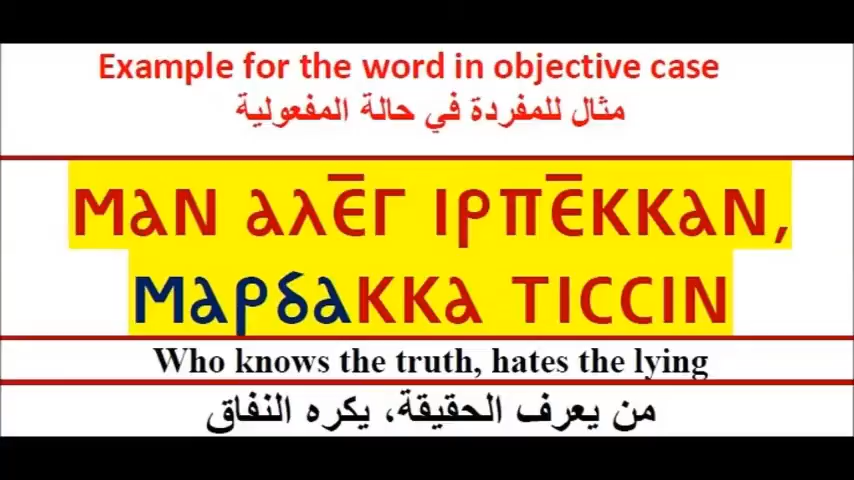 Example for the word in objective case
مثال للمفردة في حالة المفعولية
ⲙⲁⲛ ⲁⲗⲉ̅ⲅ ⲓⲣⲡⲉ̅ⲕⲕⲁⲛ,
ⲙⲁⲣϭⲁⲕⲕⲁ ⲧⲓⲥⲥⲓⲛ
Who knows the truth, hates the lying
من يعرف الحقيقة، يكره النفاق